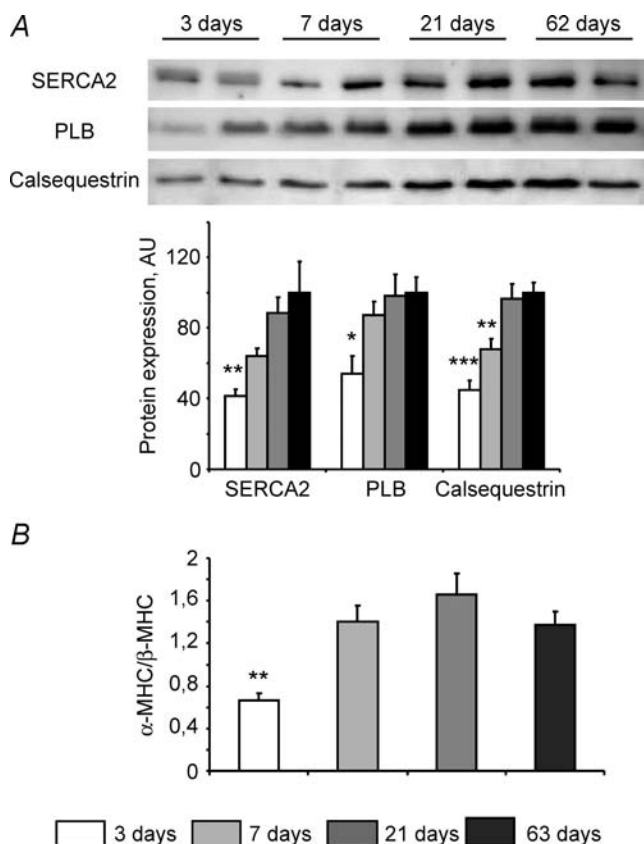 A
3 days 7 days 21 days 62 days
SERCA2
PLB
Calsequestrin
Protein expression, AU
120
80
40
0
**
*
***
**
SERCA2 PLB Calsequestrin
B
α-MHC/β-MHC
2
1,6
1,2
0,8
0,4
0
**
3 days 7 days 21 days 63 days